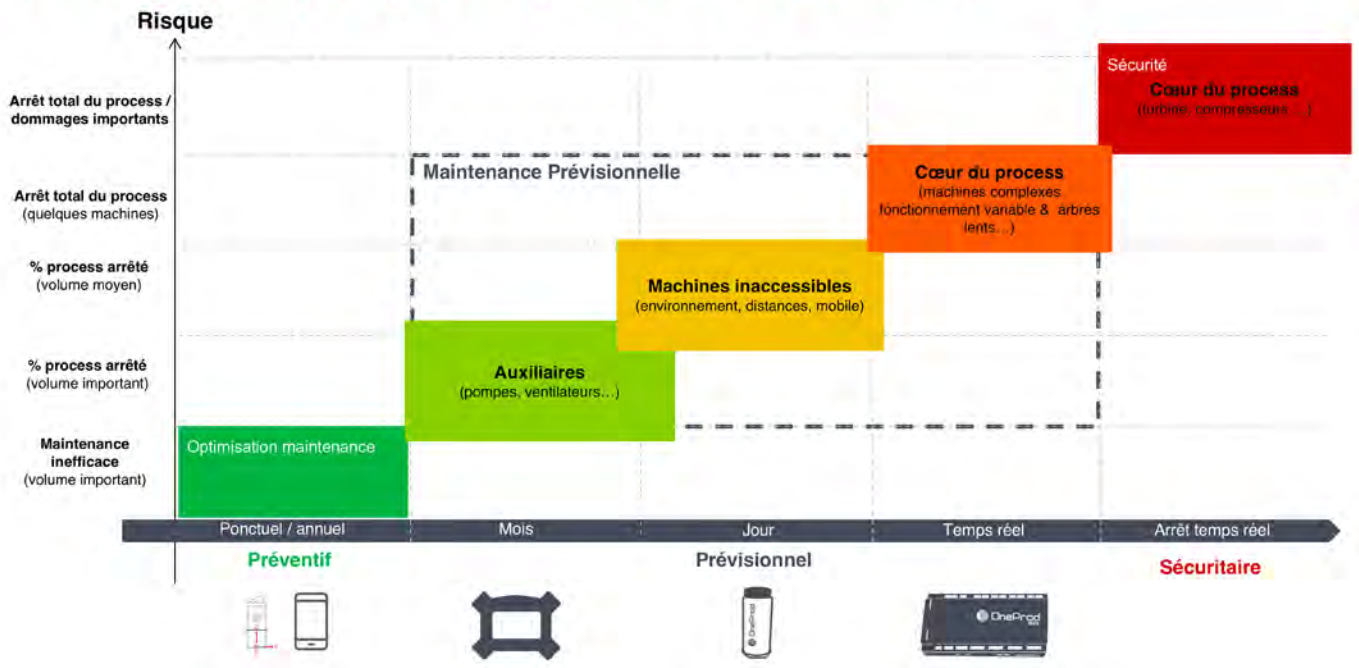 Risque
Arrêt total du process /
dommages importants
Sécurité
Cœur du process
(turbine, compresseurs…)
Arrêt total du process
(quelques machines)
Maintenance Prévisionnelle
Cœur du process
(machines complexes
fonctionnement variable & arbres
lents…)
% process arrêté
(volume moyen)
Machines inaccessibles
(environnement, distances, mobile)
% process arrêté
(volume important)
Auxiliaires
(pompes, ventilateurs…)
Maintenance
inefficace
(volume important)
Optimisation maintenance
Ponctuel / annuel
Mois
Jour
Temps réel
Arrêt temps réel
Préventif
Prévisionnel
Sécuritaire
OneProd
OneProd